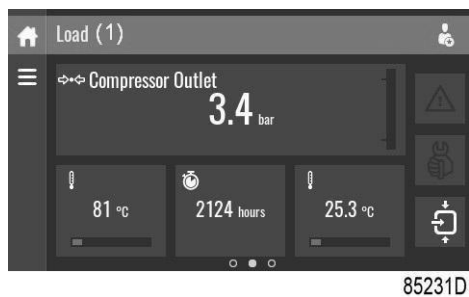 Load (1)
Compressor Outlet
3.4 bar
81 °C
2124 hours
25.3 °C
85231D